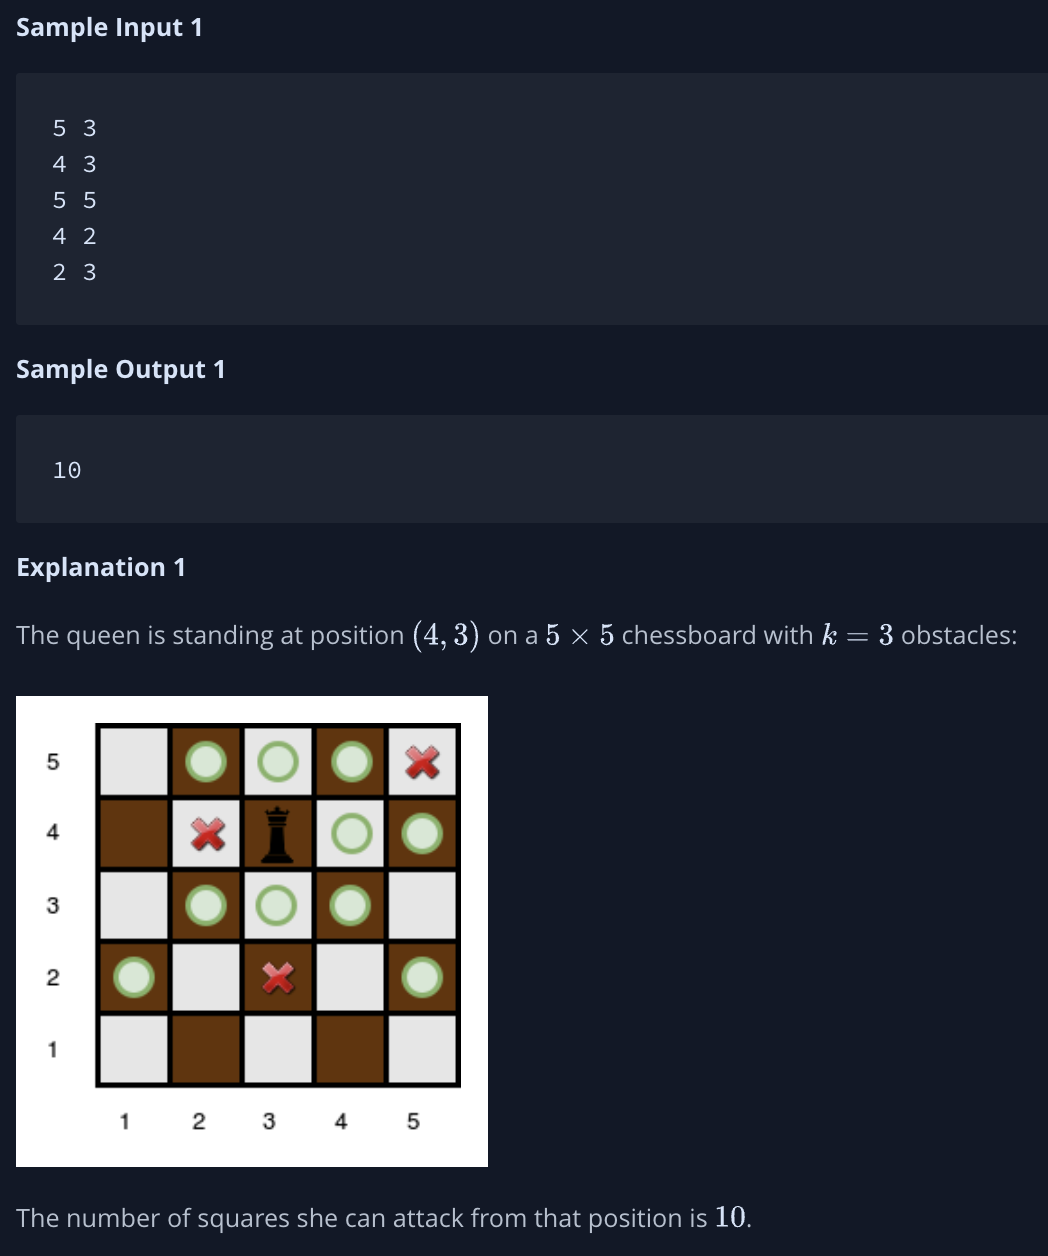 Sample Input 1
5 3
4 3
5 5
4 2
2 3
Sample Output 1
10
Explanation 1
The queen is standing at position (4, 3) on a 5 × 5 chessboard with k = 3 obstacles:
5
4
3
2
1
1 2 3 4 5
The number of squares she can attack from that position is 10.